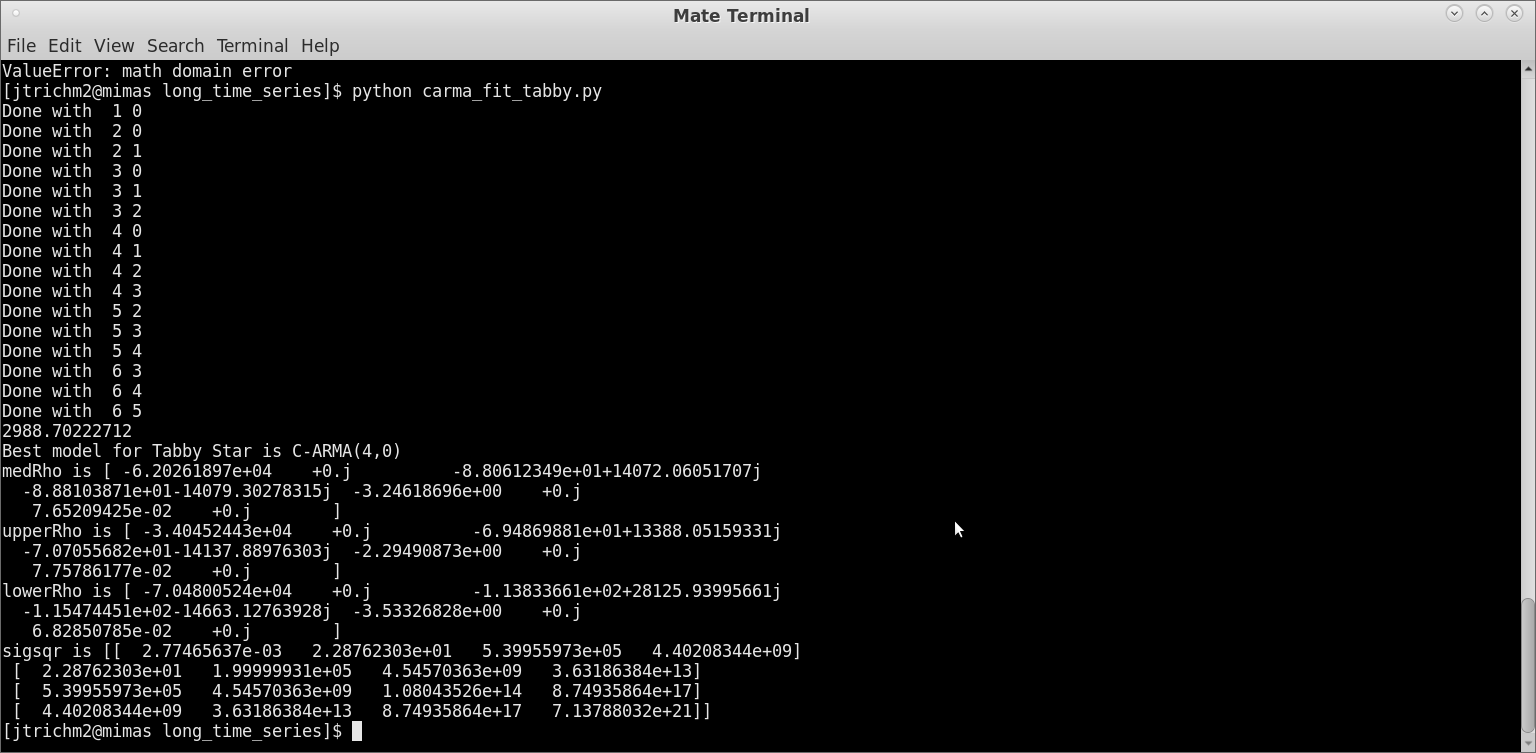 Mate Terminal
File Edit View Search Terminal Help
ValueError: math domain error
[jtrichm2@mimas long_time_series]$ python carma_fit_tabby.py
Done with  1 0
Done with  2 0
Done with  2 1
Done with  3 0
Done with  3 1
Done with  3 2
Done with  4 0
Done with  4 1
Done with  4 2
Done with  4 3
Done with  5 2
Done with  5 3
Done with  5 4
Done with  6 3
Done with  6 4
Done with  6 5
2988.70222712
Best model for Tabby Star is C-ARMA(4,0)
medRho is [ -6.20261897e+04    +0.j          -8.80612349e+01+14072.06051707j
  -8.88103871e+01-14079.30278315j  -3.24618696e+00    +0.j
   7.65209425e-02    +0.j        ]
upperRho is [ -3.40452443e+04    +0.j          -6.94869881e+01+13388.05159331j
  -7.07055682e+01-14137.88976303j  -2.29490873e+00    +0.j
   7.75786177e-02    +0.j        ]
lowerRho is [ -7.04800524e+04    +0.j          -1.13833661e+02+28125.93995661j
  -1.15474451e+02-14663.12763928j  -3.53326828e+00    +0.j
   6.82850785e-02    +0.j        ]
sigsqr is [[  2.77465637e-03   2.28762303e+01   5.39955973e+05   4.40208344e+09]
 [  2.28762303e+01   1.99999931e+05   4.54570363e+09   3.63186384e+13]
 [  5.39955973e+05   4.54570363e+09   1.08043526e+14   8.74935864e+17]
 [  4.40208344e+09   3.63186384e+13   8.74935864e+17   7.13788032e+21]]
[jtrichm2@mimas long_time_series]$